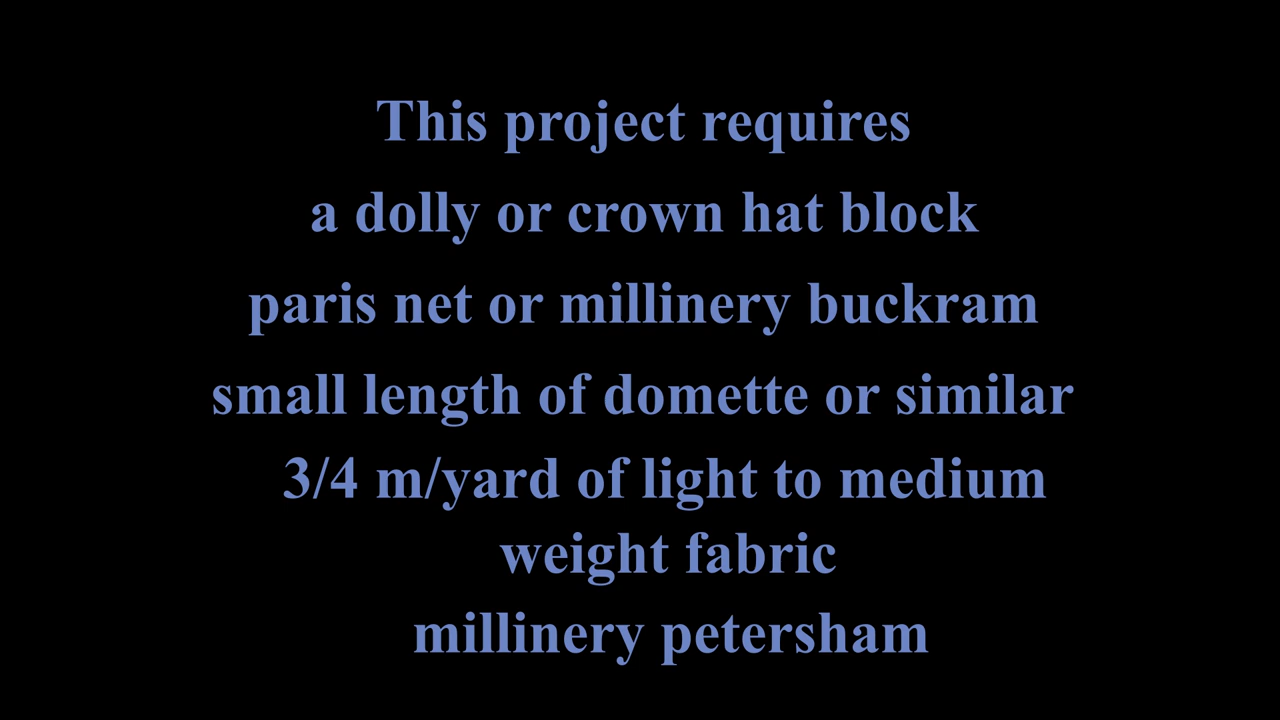 This project requires
a dolly or crown hat block
paris net or millinery buckram
small length of domette or similar
3/4 m/yard of light to medium
weight fabric
millinery petersham